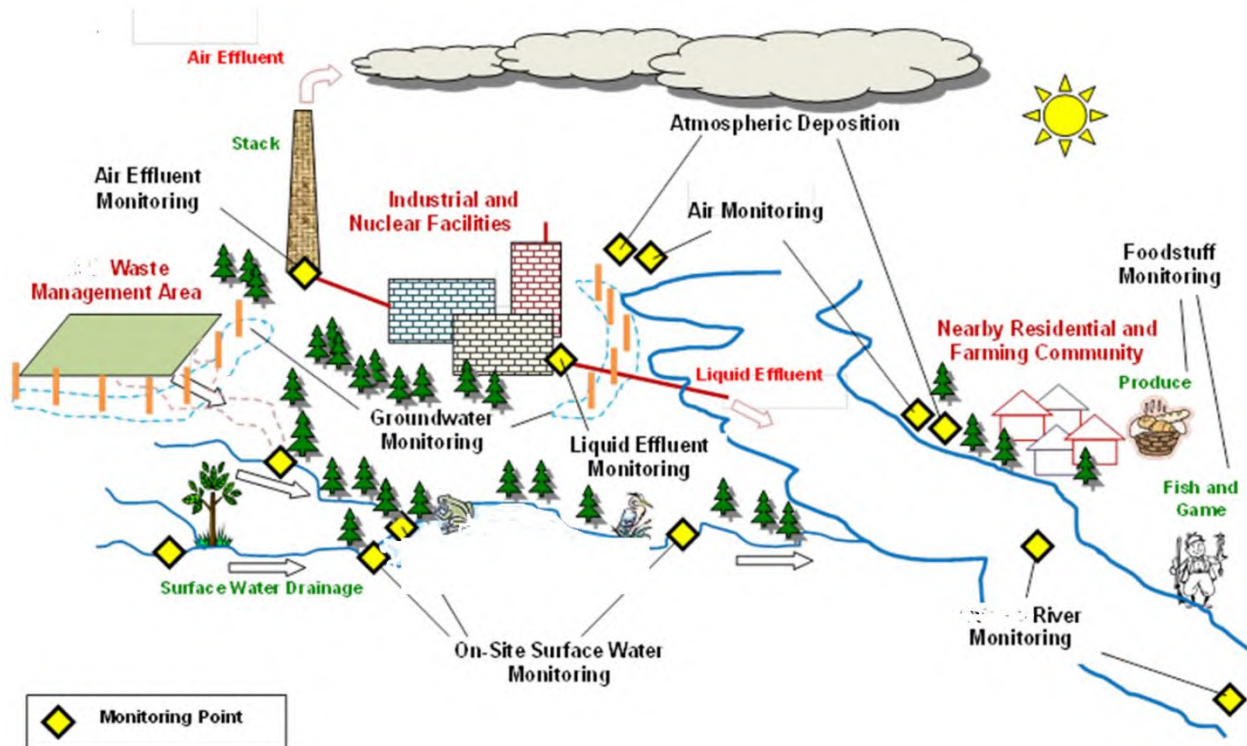 Air Effluent
Atmospheric Deposition
Stack
Air Effluent
Monitoring
Industrial and
Nuclear Facilities
Air Monitoring
Foodstuff
Monitoring
Waste
Management Area
Nearby Residential and
Farming Community
Liquid Effluent
Produce
Groundwater
Monitoring
Liquid Effluent
Monitoring
Fish and
Game
Surface Water Drainage
On-Site Surface Water
Monitoring
River
Monitoring
Monitoring Point